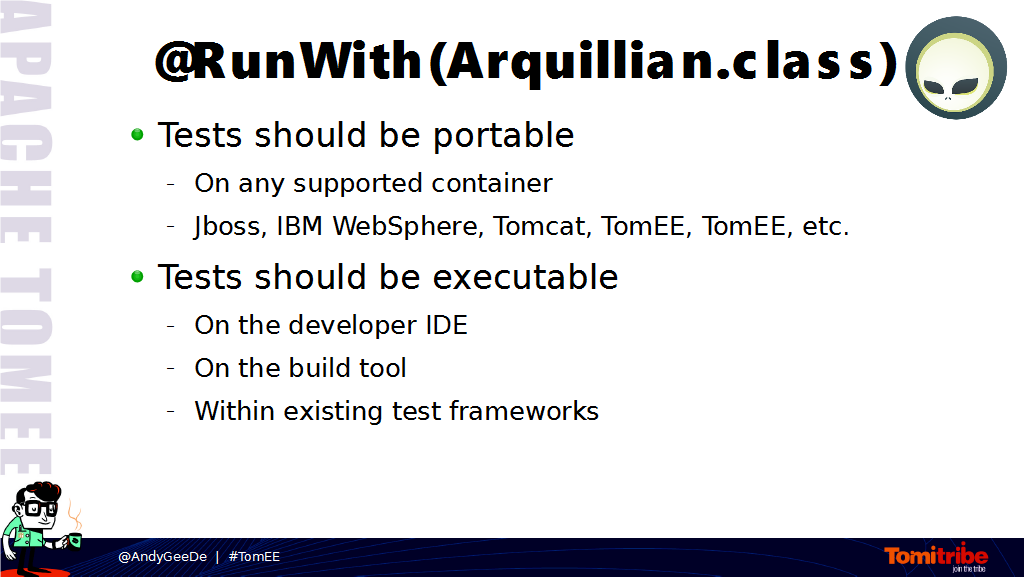 @RunWith(Arquillian.class)
Tests should be portable
- On any supported container
- Jboss, IBM WebSphere, Tomcat, TomEE, TomEE, etc.
Tests should be executable
- On the developer IDE
- On the build tool
- Within existing test frameworks
APACHE TOMEE
@AndyGeeDe | #TomEE
Tomitribe
join the tribe